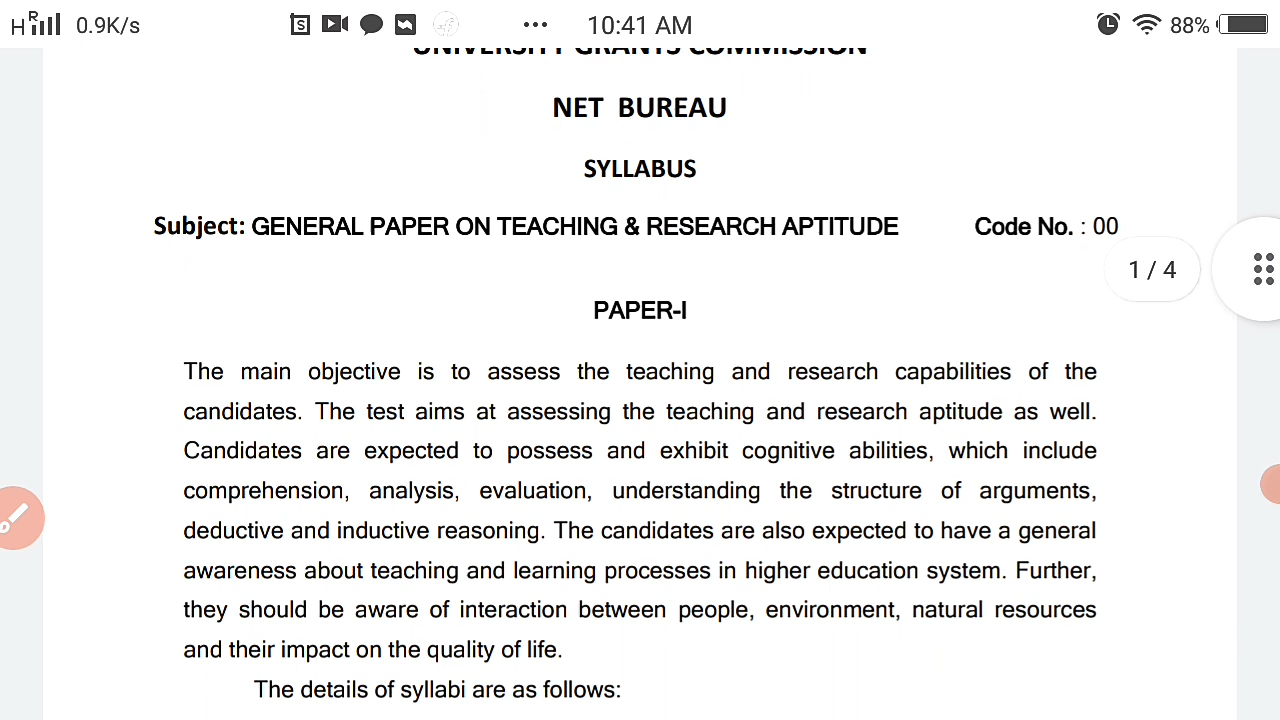 HR 0.9K/s S ... 10:41 AM 88%
UNIVERSITY GRANTS COMMISSION
NET BUREAU
SYLLABUS
Subject: GENERAL PAPER ON TEACHING & RESEARCH APTITUDE Code No. : 00
1 / 4
PAPER-I
The main objective is to assess the teaching and research capabilities of the
candidates. The test aims at assessing the teaching and research aptitude as well.
Candidates are expected to possess and exhibit cognitive abilities, which include
comprehension, analysis, evaluation, understanding the structure of arguments,
deductive and inductive reasoning. The candidates are also expected to have a general
awareness about teaching and learning processes in higher education system. Further,
they should be aware of interaction between people, environment, natural resources
and their impact on the quality of life.
The details of syllabi are as follows: